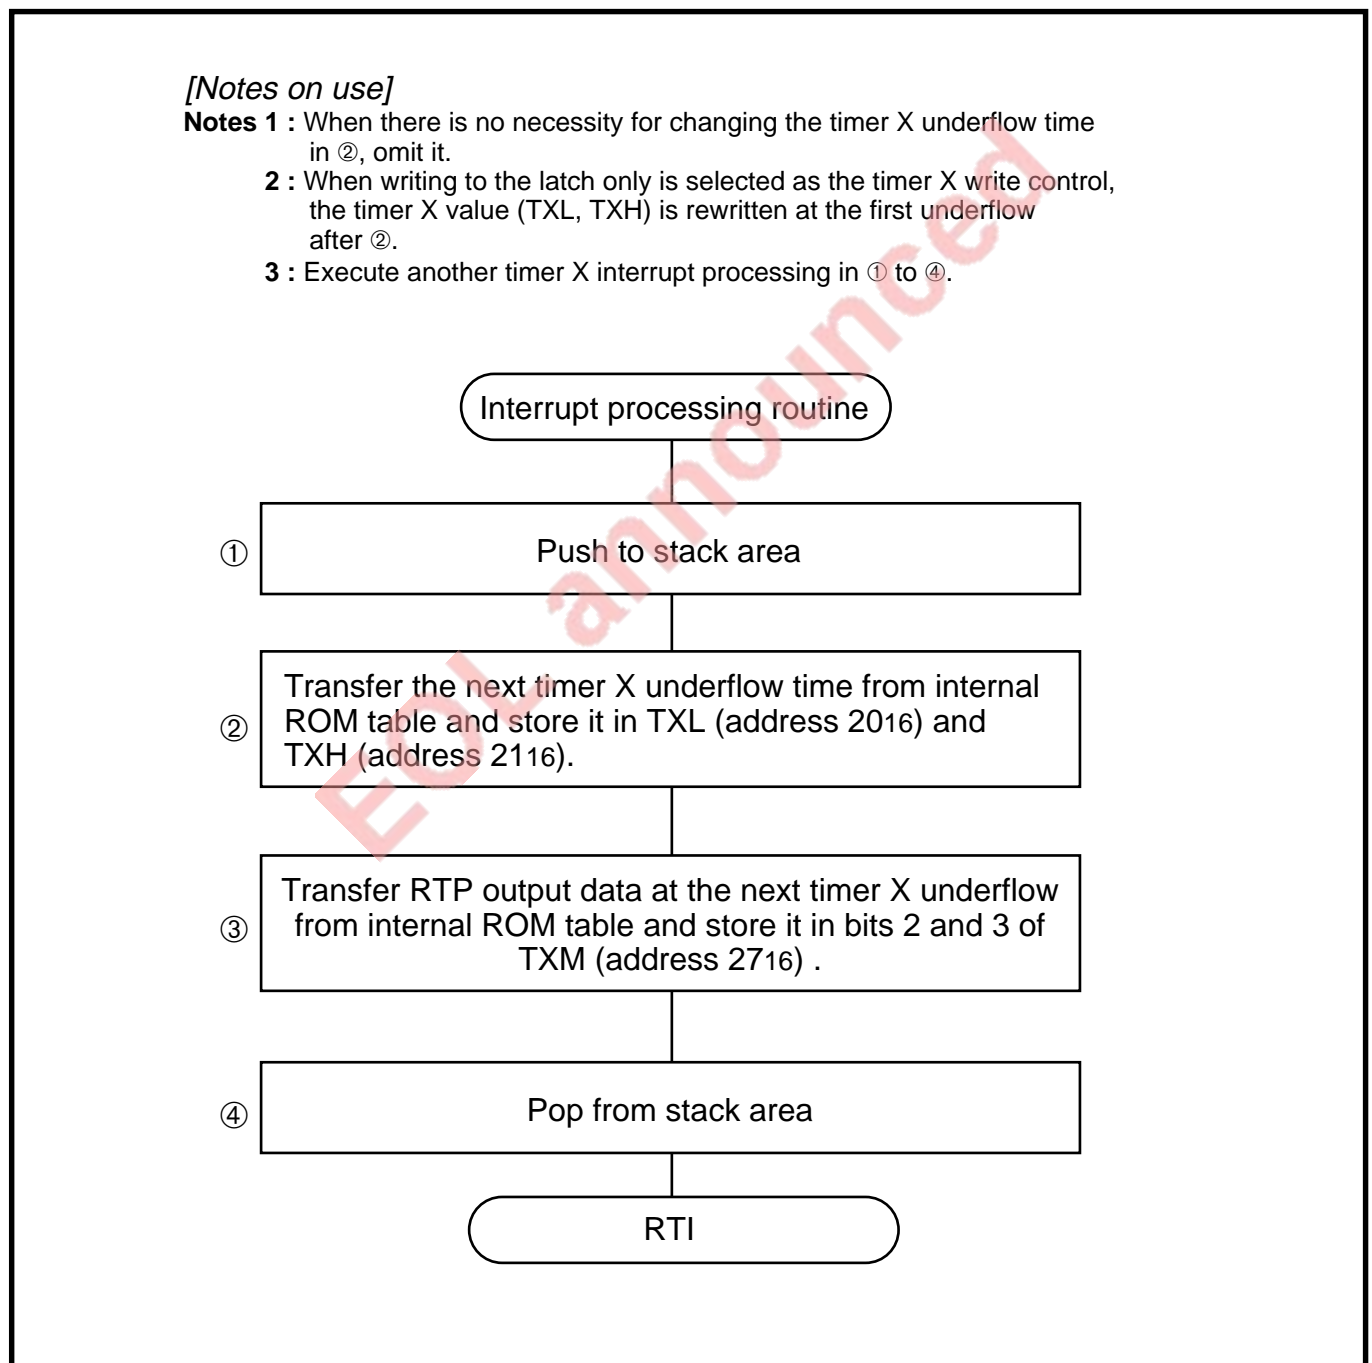 [Notes on use]
Notes 1 : When there is no necessity for changing the timer X underflow time
in ②, omit it.
2 : When writing to the latch only is selected as the timer X write control,
the timer X value (TXL, TXH) is rewritten at the first underflow
after ②.
3 : Execute another timer X interrupt processing in ① to ④.
EOL announced
Interrupt processing routine
① Push to stack area
Transfer the next timer X underflow time from internal
② ROM table and store it in TXL (address 2016) and
TXH (address 2116).
Transfer RTP output data at the next timer X underflow
③ from internal ROM table and store it in bits 2 and 3 of
TXM (address 2716) .
④ Pop from stack area
RTI